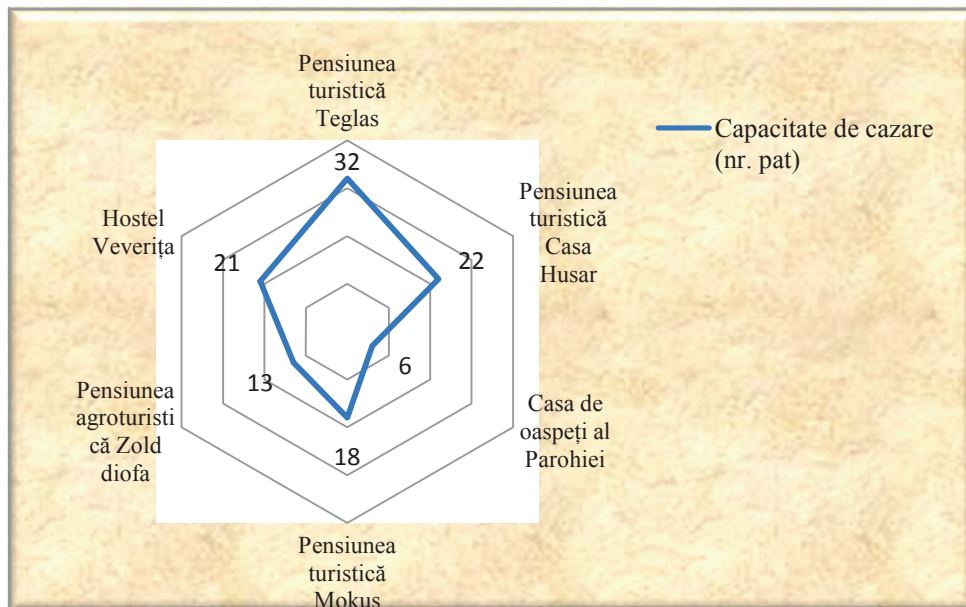 Pensiunea
turistică
Teglas
32
Capacitate de cazare
(nr. pat)
Pensiunea
turistică
Casa
Husar
22
6
Casa de
oaspeți al
Parohiei
18
Pensiunea
turistică
Mokus
13
Pensiunea
agroturisti
că Zold
diofa
21
Hostel
Veverița